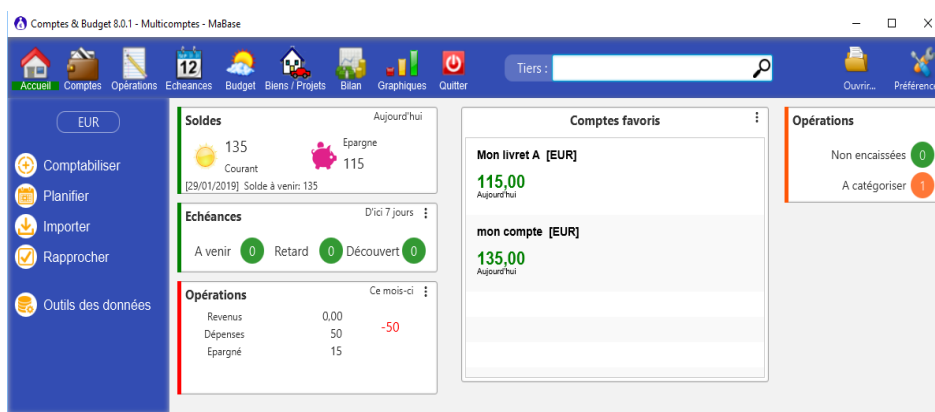 Comptes & Budget 8.0.1 - Multicomptes - MaBase
12
Tiers :
Accueil Comptes Opérations Echeances Budget Biens / Projets Bilan Graphiques Quitter Ouvrir... Préférence
EUR
Comptabiliser
Planifier
Importer
Rapprocher
Outils des données
Soldes Aujourd'hui
135 Courant
Epargne 115
[29/01/2019] Solde à venir: 135
Echéances D'ici 7 jours
A venir 0 Retard 0 Découvert 0
Opérations Ce mois-ci
Revenus 0,00
Dépenses 50
-50
Epargné 15
Comptes favoris
Mon livret A [EUR]
115,00
Aujourd'hui
mon compte [EUR]
135,00
Aujourd'hui
Opérations
Non encaissées 0
A catégoriser 1